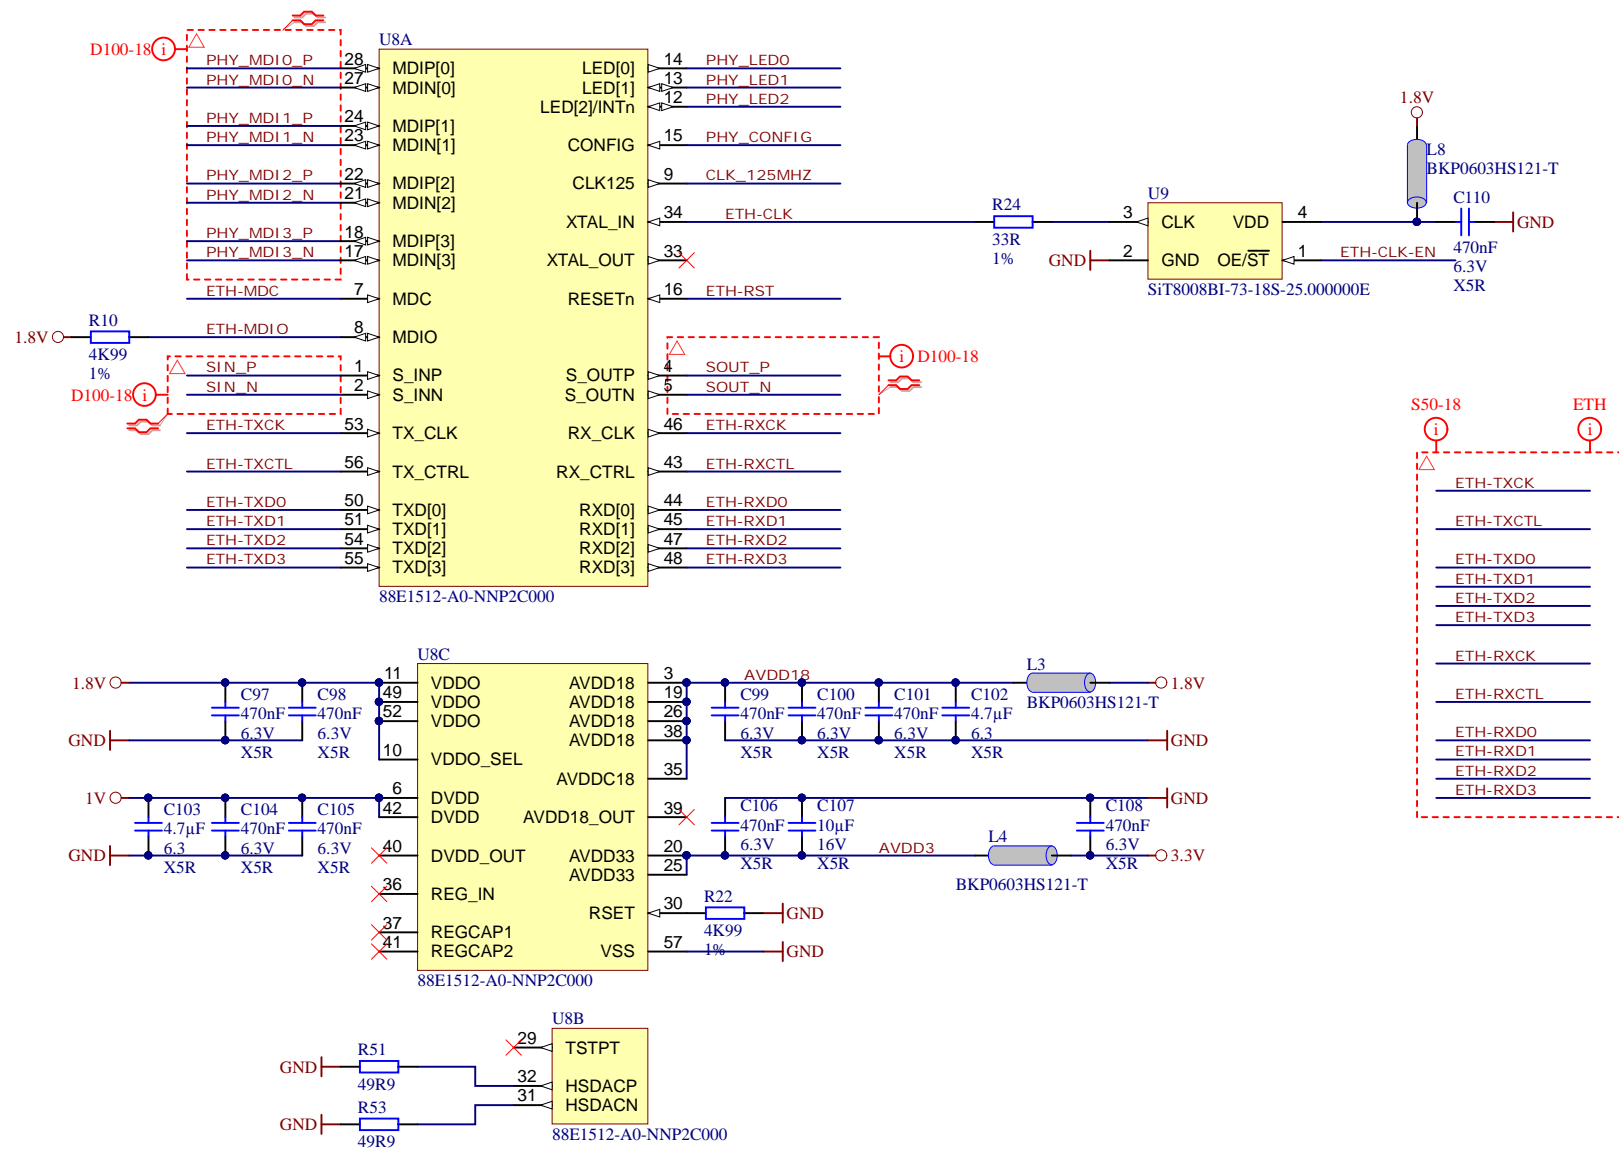 U8A
D100-18 i
PHY_MDI0_P 28 MDIP[0] LED[0] 14 PHY_LED0
PHY_MDI0_N 27 MDIN[0] LED[1] 13 PHY_LED1
LED[2]/INTn 12 PHY_LED2
PHY_MDI1_P 24 MDIP[1]
PHY_MDI1_N 23 MDIN[1] CONFIG 15 PHY_CONFIG
PHY_MDI2_P 22 MDIP[2] CLK125 9 CLK_125MHZ
PHY_MDI2_N 21 MDIN[2]
XTAL_IN 34 ETH-CLK
PHY_MDI3_P 18 MDIP[3]
PHY_MDI3_N 17 MDIN[3] XTAL_OUT 33
ETH-MDC 7 MDC RESETn 16 ETH-RST
1.8V R10 ETH-MDIO 8 MDIO
4K99
1%
SIN_P 1 S_INP S_OUTP 4 SOUT_P
SIN_N 2 S_INN S_OUTN 5 SOUT_N
D100-18 i
i D100-18
ETH-TXCK 53 TX_CLK RX_CLK 46 ETH-RXCK
ETH-TXCTL 56 TX_CTRL RX_CTRL 43 ETH-RXCTL
ETH-TXD0 50 TXD[0] RXD[0] 44 ETH-RXD0
ETH-TXD1 51 TXD[1] RXD[1] 45 ETH-RXD1
ETH-TXD2 54 TXD[2] RXD[2] 47 ETH-RXD2
ETH-TXD3 55 TXD[3] RXD[3] 48 ETH-RXD3
88E1512-A0-NNP2C000
1.8V
L8
BKP0603HS121-T
U9
R24
33R
1%
3 CLK VDD 4
GND 2 GND OE/ST 1 ETH-CLK-EN
SiT8008BI-73-18S-25.000000E
C110
GND
470nF
6.3V
X5R
S50-18 ETH
i i
ETH-TXCK
ETH-TXCTL
ETH-TXD0
ETH-TXD1
ETH-TXD2
ETH-TXD3
ETH-RXCK
ETH-RXCTL
ETH-RXD0
ETH-RXD1
ETH-RXD2
ETH-RXD3
U8C
1.8V 11 VDDO AVDD18 3 AVDD18 L3 1.8V
49 VDDO AVDD18 19 BKP0603HS121-T
52 VDDO AVDD18 26
AVDD18 38 GND
10 VDDO_SEL
AVDDC18 35
C97 C98 C99 C100 C101 C102
470nF 470nF 470nF 470nF 470nF 4.7µF
GND 6.3V 6.3V 6.3V 6.3V 6.3V 6.3
X5R X5R X5R X5R X5R X5R
1V 6 DVDD GND
42 DVDD AVDD18_OUT 39
C103 C104 C105 C106 C107 C108
4.7µF 470nF 470nF 470nF 10µF 470nF
GND 6.3 6.3V 6.3V 6.3V 16V 6.3V
X5R X5R X5R X5R X5R X5R
40 DVDD_OUT AVDD33 20 AVDD3 L4 3.3V
AVDD33 25 BKP0603HS121-T
36 REG_IN
RSET 30 R22 GND
4K99
1%
37 REGCAP1
41 REGCAP2 VSS 57 GND
88E1512-A0-NNP2C000
U8B
29 TSTPT
GND R51 32 HSDACP
49R9
31 HSDACN
GND R53
49R9
88E1512-A0-NNP2C000